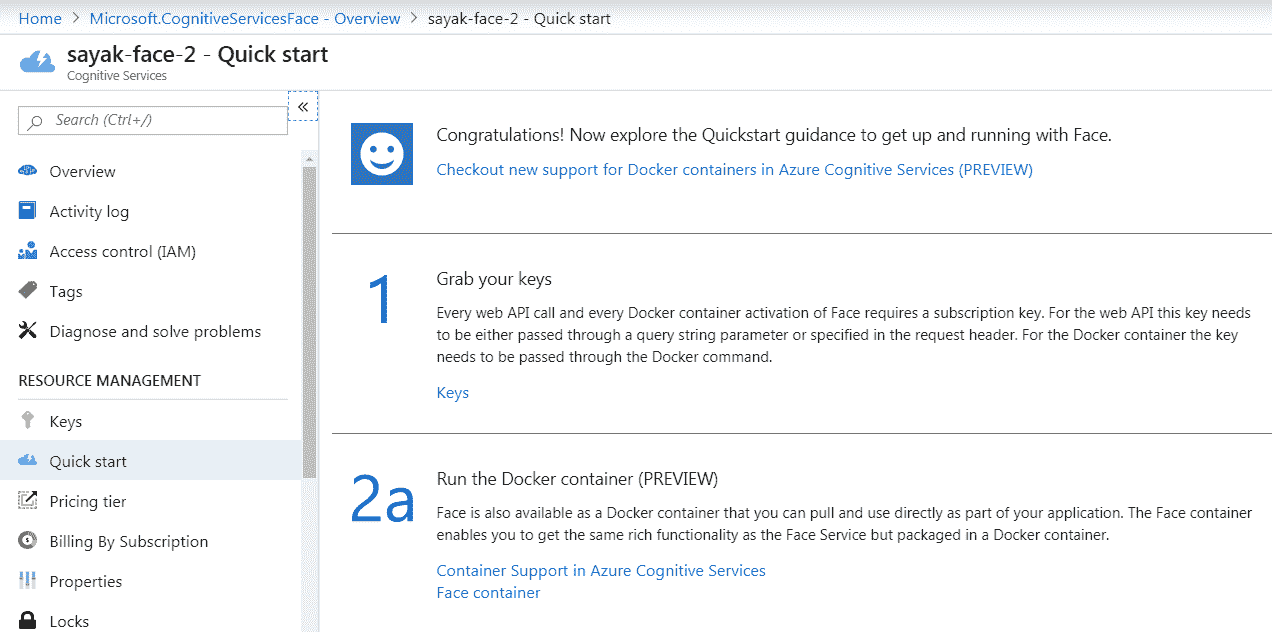 Home > Microsoft.CognitiveServicesFace - Overview > sayak-face-2 - Quick start
sayak-face-2 - Quick start
Cognitive Services
Search (Ctrl+/)
«
Overview
Activity log
Access control (IAM)
Tags
Diagnose and solve problems
RESOURCE MANAGEMENT
Keys
Quick start
Pricing tier
Billing By Subscription
Properties
Locks
Congratulations! Now explore the Quickstart guidance to get up and running with Face.
Checkout new support for Docker containers in Azure Cognitive Services (PREVIEW)
1
Grab your keys
Every web API call and every Docker container activation of Face requires a subscription key. For the web API this key needs
to be either passed through a query string parameter or specified in the request header. For the Docker container the key
needs to be passed through the Docker command.
Keys
2a
Run the Docker container (PREVIEW)
Face is also available as a Docker container that you can pull and use directly as part of your application. The Face container
enables you to get the same rich functionality as the Face Service but packaged in a Docker container.
Container Support in Azure Cognitive Services
Face container